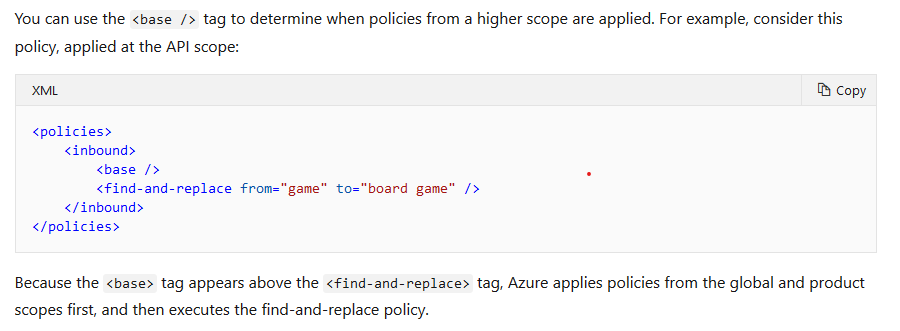 You can use the <base /> tag to determine when policies from a higher scope are applied. For example, consider this
policy, applied at the API scope:
XML
Copy
<policies>
    <inbound>
        <base />
        <find-and-replace from="game" to="board game" />
    </inbound>
</policies>
Because the <base> tag appears above the <find-and-replace> tag, Azure applies policies from the global and product
scopes first, and then executes the find-and-replace policy.